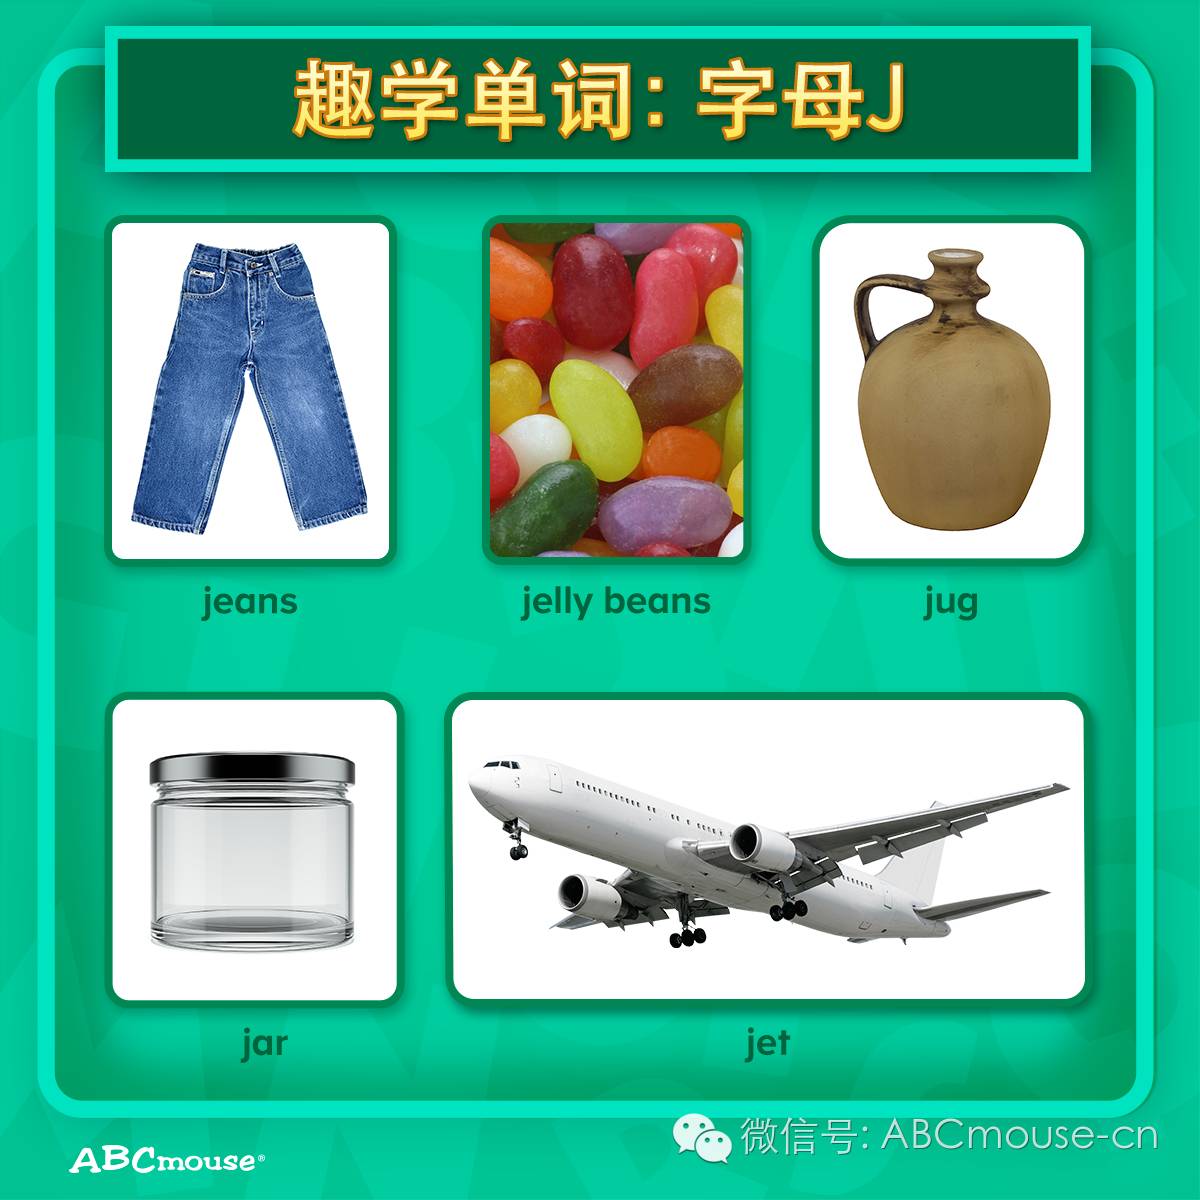 趣学单词：字母J
jeans
jelly beans
jug
jar
jet
ABCmouse®
微信号: ABCmouse-cn